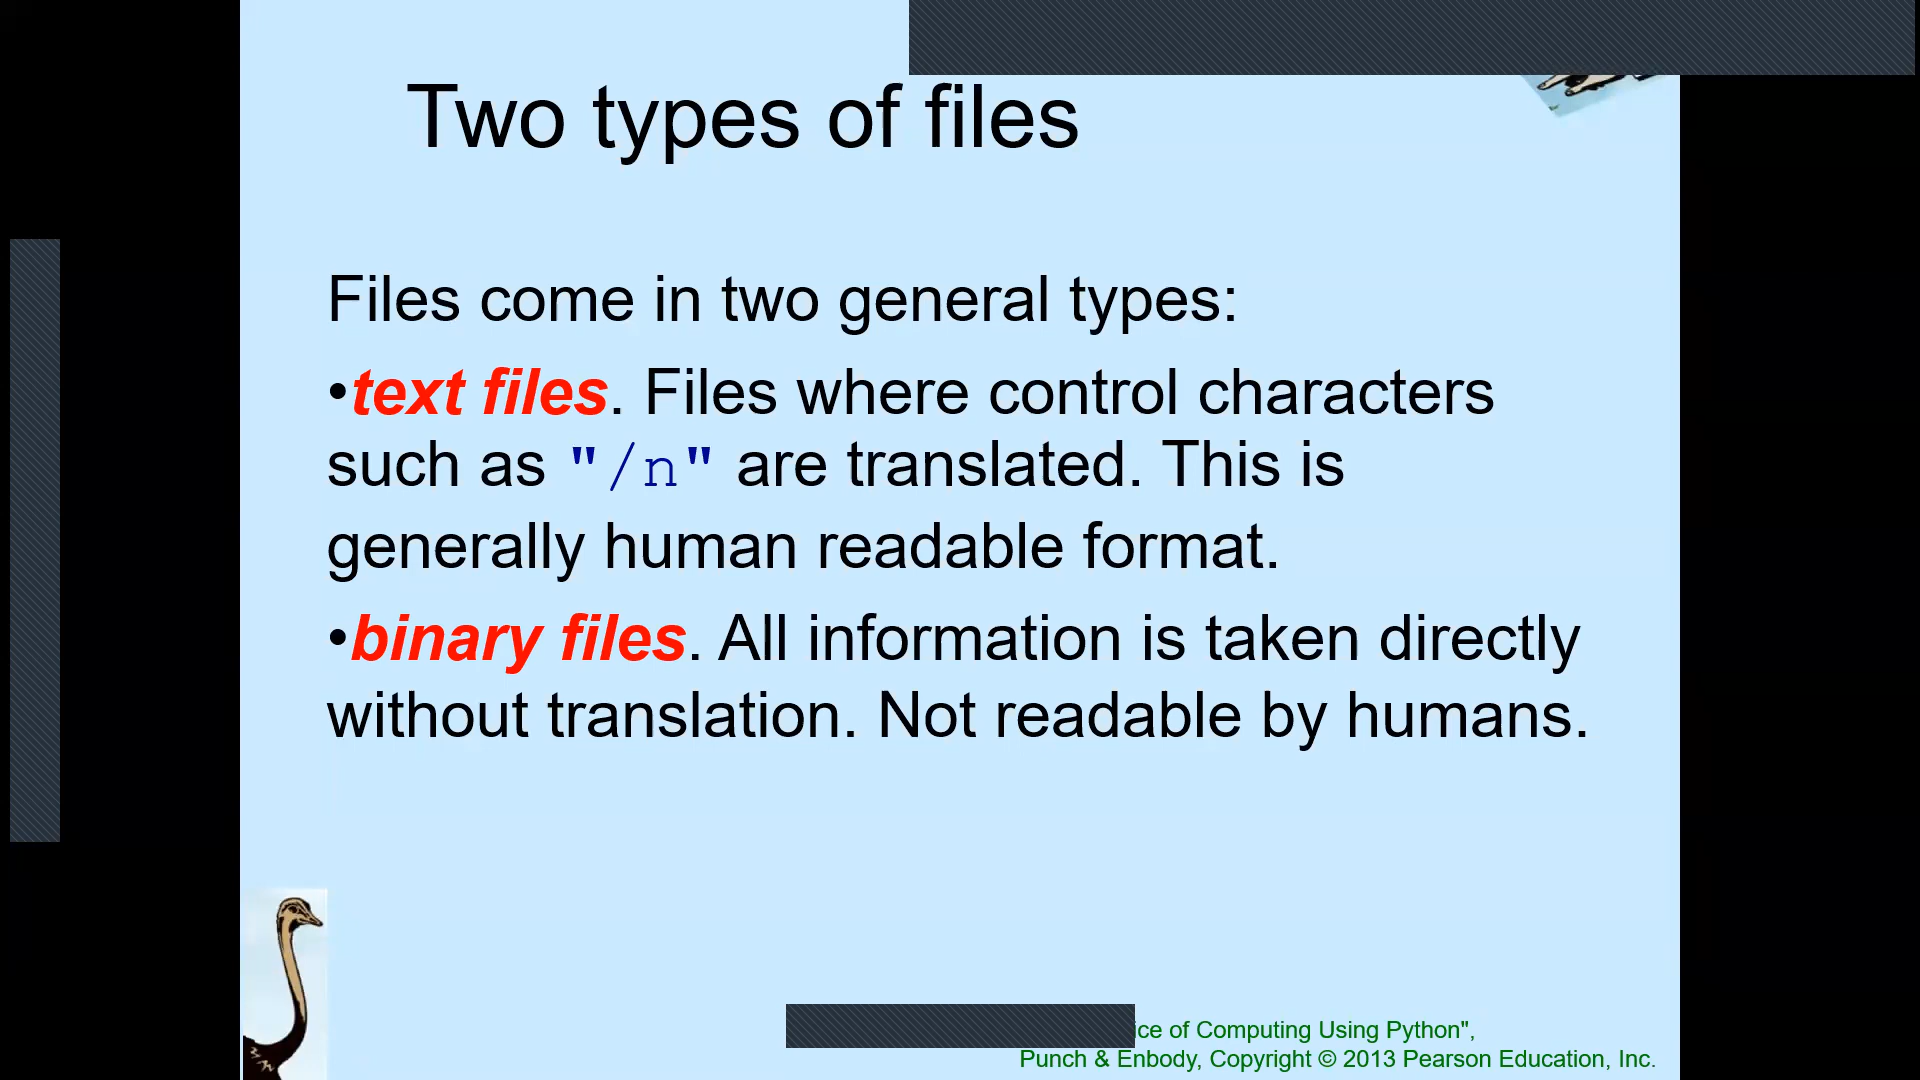 Two types of files
Files come in two general types:
•text files. Files where control characters
such as "/n" are translated. This is
generally human readable format.
•binary files. All information is taken directly
without translation. Not readable by humans.
of Computing Using Python",
Punch & Enbody, Copyright © 2013 Pearson Education, Inc.